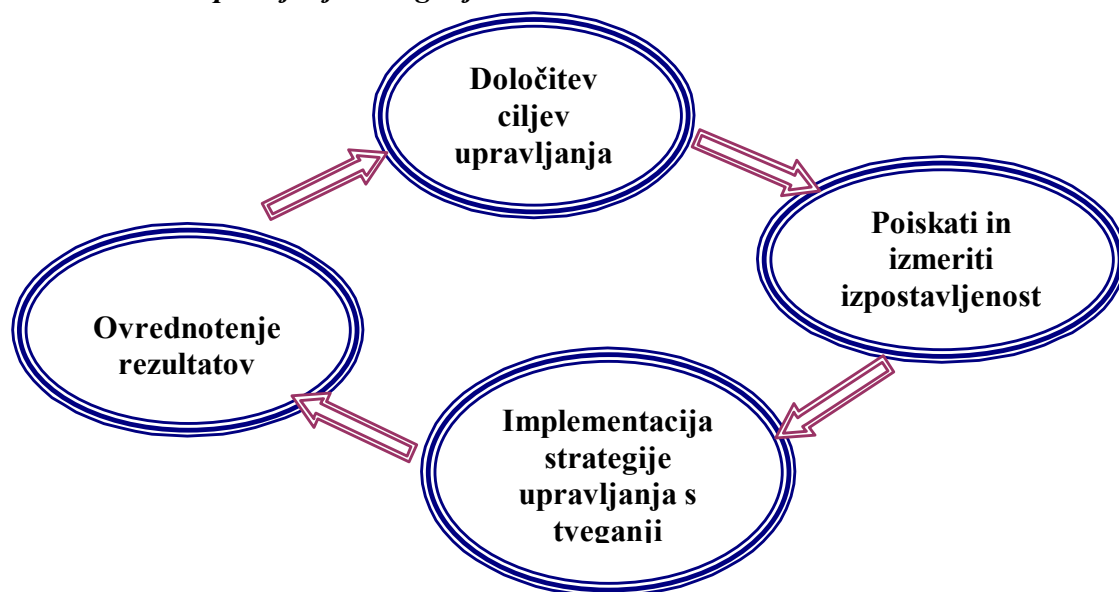 Določitev
ciljev
upravljanja
Poiskati in
izmeriti
izpostavljenost
Implementacija
strategije
upravljanja s
tveganji
Ovrednotenje
rezultatov